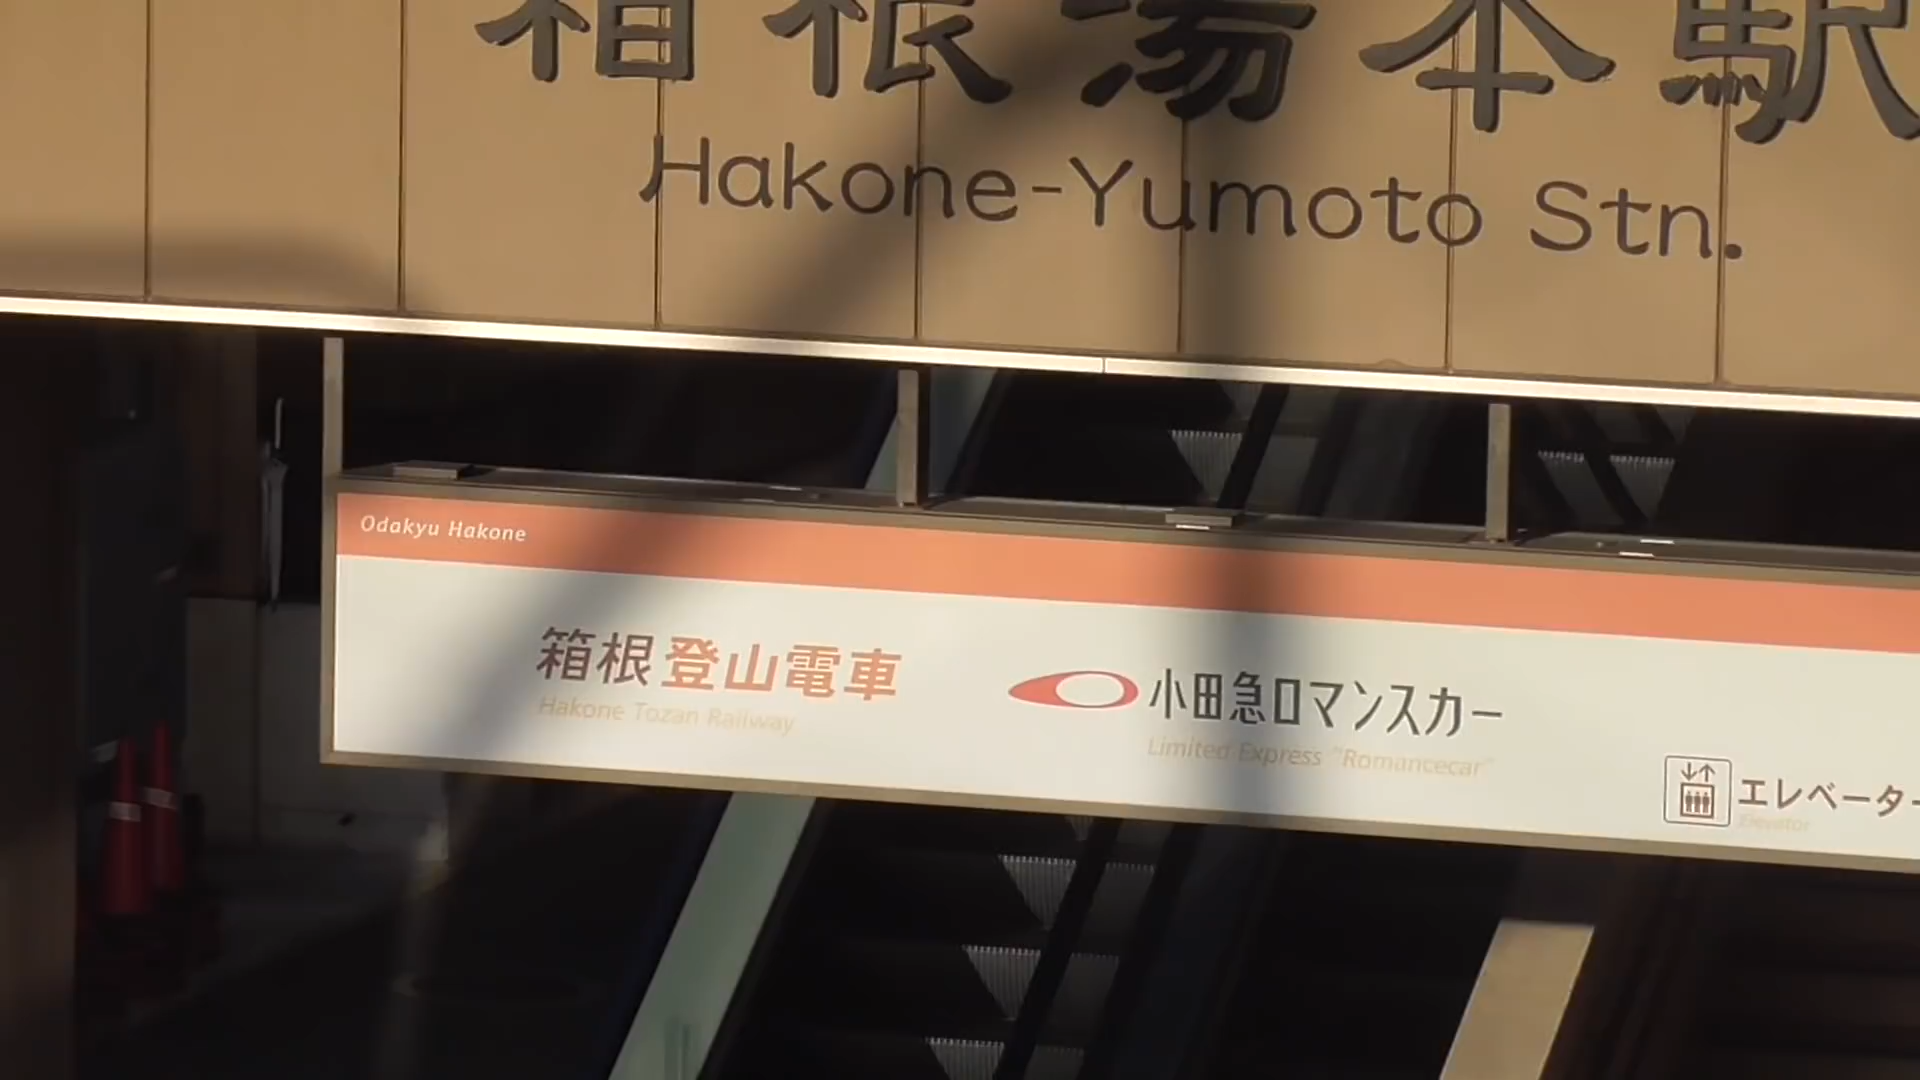 箱根湯本駅
Hakone-Yumoto Stn.
Odakyu Hakone
箱根登山電車
Hakone Tozan Railway
小田急ロマンスカー
Limited Express "Romancecar"
エレベーター
Elevator